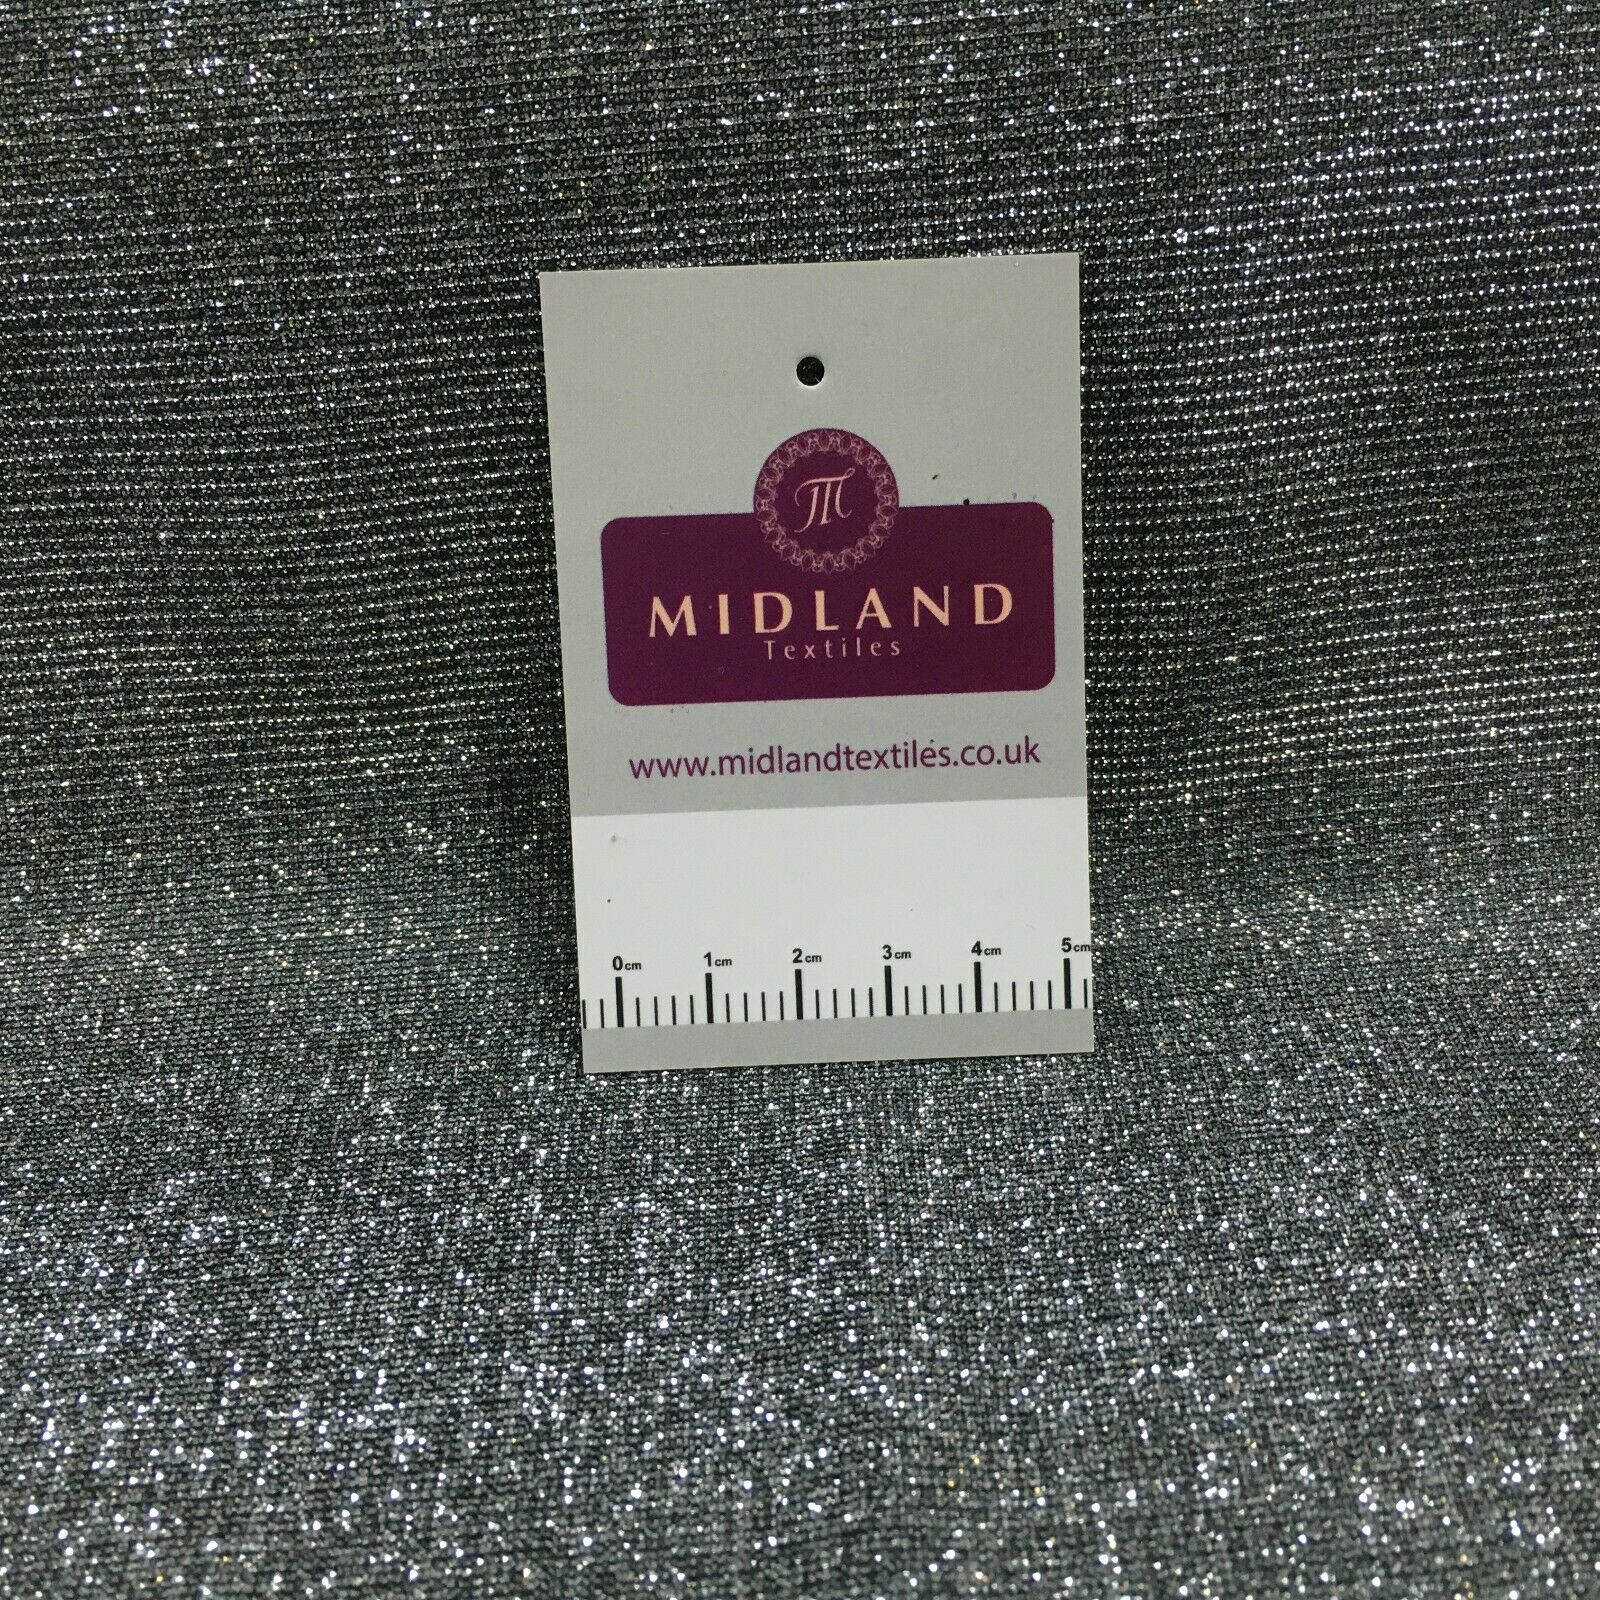 M
MIDLAND
Textiles
www.midlandtextiles.co.uk
0cm 1cm 2cm 3cm 4cm 5cm